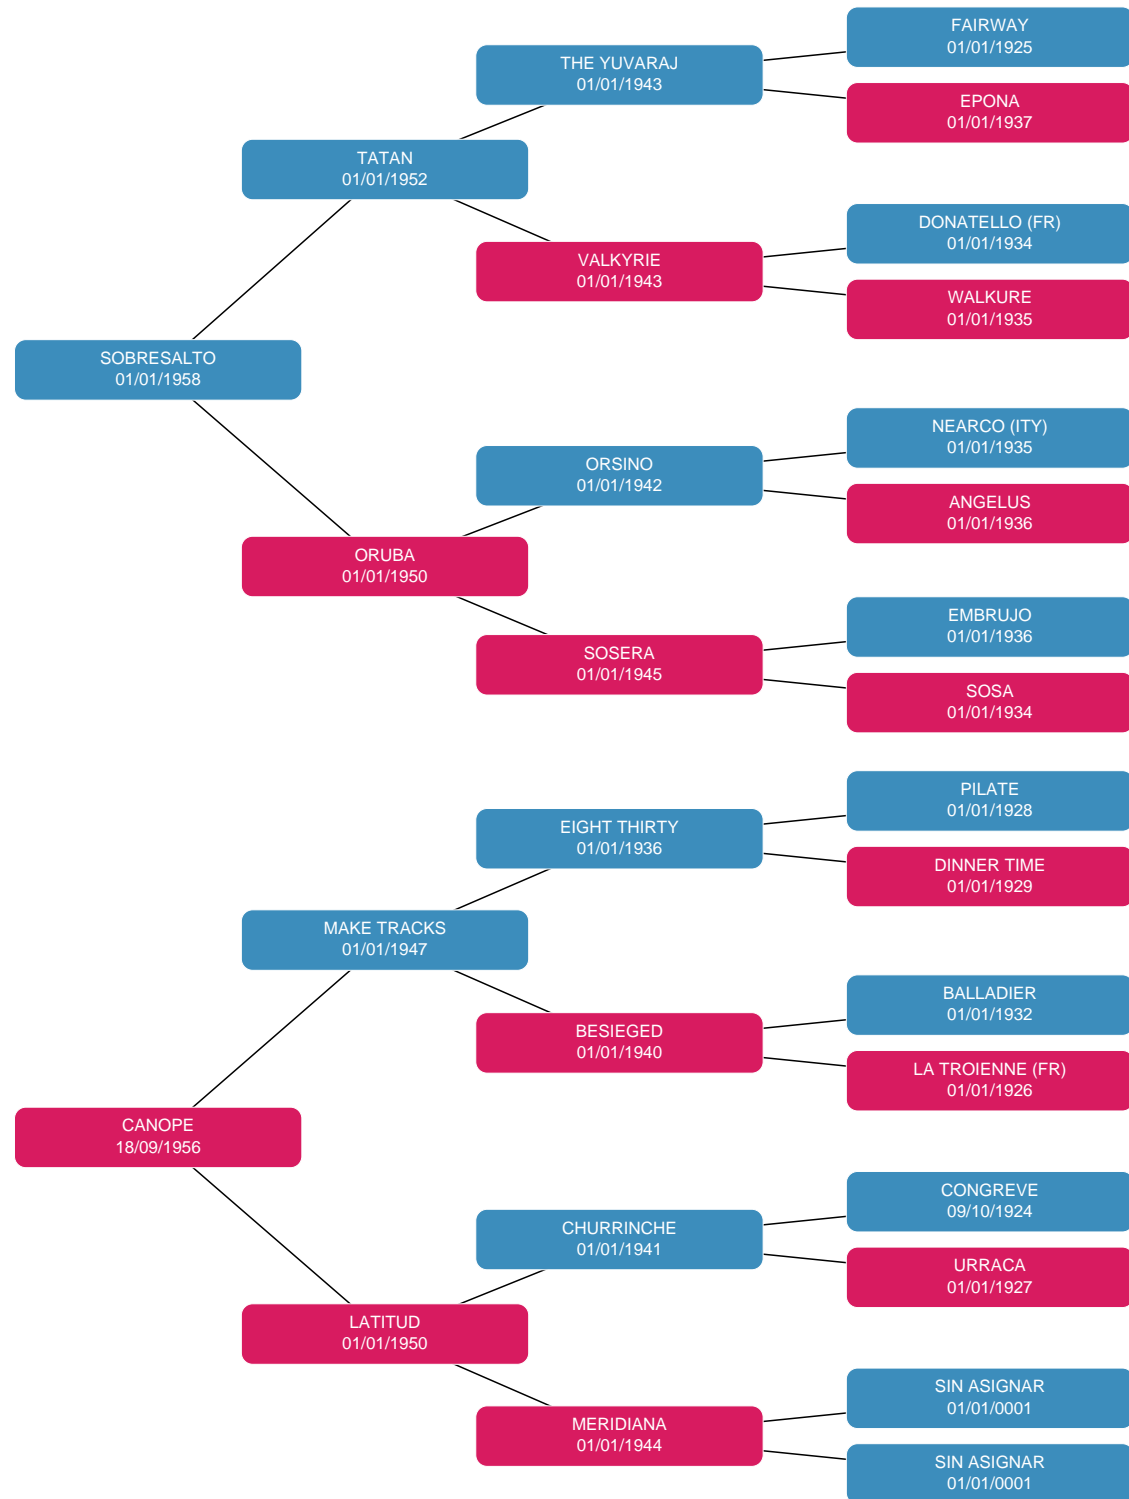 FAIRWAY
01/01/1925
THE YUVARAJ
01/01/1943
EPONA
01/01/1937
TATAN
01/01/1952
DONATELLO (FR)
01/01/1934
VALKYRIE
01/01/1943
WALKURE
01/01/1935
SOBRESALTO
01/01/1958
NEARCO (ITY)
01/01/1935
ORSINO
01/01/1942
ANGELUS
01/01/1936
ORUBA
01/01/1950
EMBRUJO
01/01/1936
SOSERA
01/01/1945
SOSA
01/01/1934
PILATE
01/01/1928
EIGHT THIRTY
01/01/1936
DINNER TIME
01/01/1929
MAKE TRACKS
01/01/1947
BALLADIER
01/01/1932
BESIEGED
01/01/1940
LA TROIENNE (FR)
01/01/1926
CANOPE
18/09/1956
CONGREVE
09/10/1924
CHURRINCHE
01/01/1941
URRACA
01/01/1927
LATITUD
01/01/1950
SIN ASIGNAR
01/01/0001
MERIDIANA
01/01/1944
SIN ASIGNAR
01/01/0001